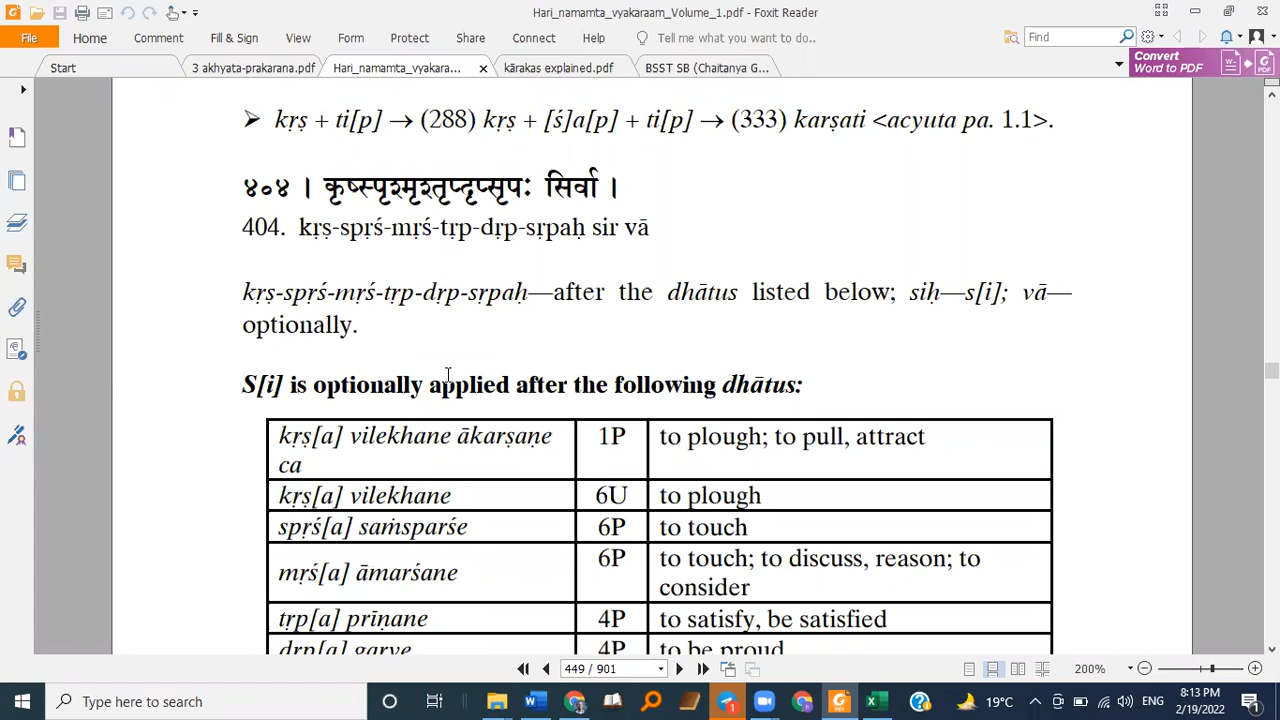 Hari_namamta_vyakaraam_Volume_1.pdf - Foxit Reader
File Home Comment Fill & Sign View Form Protect Share Connect Help Tell me what you want to do.. Find
Start 3 akhyata-prakarana.pdf Hari_namamta_vyakara... × kārakas explained.pdf BSST SB (Chaitanya G... Convert
Word to PDF
➢ kṛṣ + ti[p] → (288) kṛṣ + [ś]a[p] + ti[p] → (333) karṣati <acyuta pa. 1.1>.
४०४ । कृष्स्पृश्मृश्तृप्दृप्सृपः सिर्वा ।
404. kṛṣ-spṛś-mṛś-tṛp-dṛp-sṛpaḥ sir vā
kṛṣ-spṛś-mṛś-tṛp-dṛp-sṛpaḥ—after the dhātus listed below; siḥ—s[i]; vā—
optionally.
S[i] is optionally applied after the following dhātus:
kṛṣ[a] vilekhane ākarṣaṇe 1P to plough; to pull, attract
ca
kṛṣ[a] vilekhane 6U to plough
spṛś[a] saṁsparśe 6P to touch
mṛś[a] āmarśane 6P to touch; to discuss, reason; to
consider
tṛp[a] prīṇane 4P to satisfy, be satisfied
dṛp[a] garve 4P to be proud
449 / 901 200%
Type here to search 19°C ENG 8:13 PM
2/19/2022